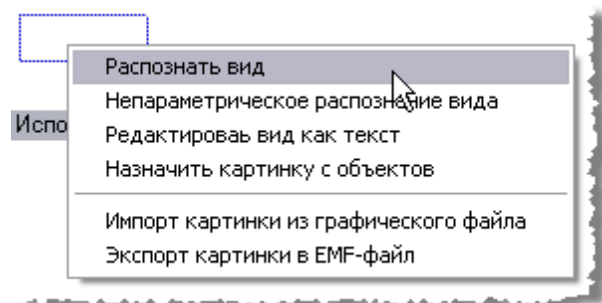 Распознать вид
Непараметрическое распознание вида
Испо
Редактироваь вид как текст
Назначить картинку с объектов
Импорт картинки из графического файла
Экспорт картинки в EMF-файл